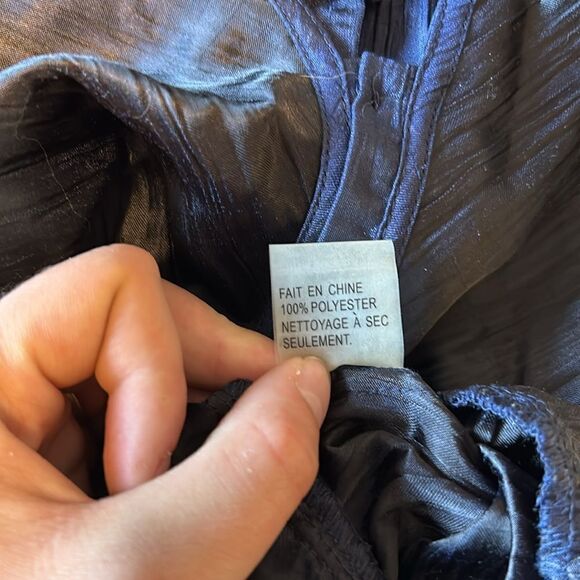 FAIT EN CHINE
100% POLYESTER
NETTOYAGE À SEC
SEULEMENT.